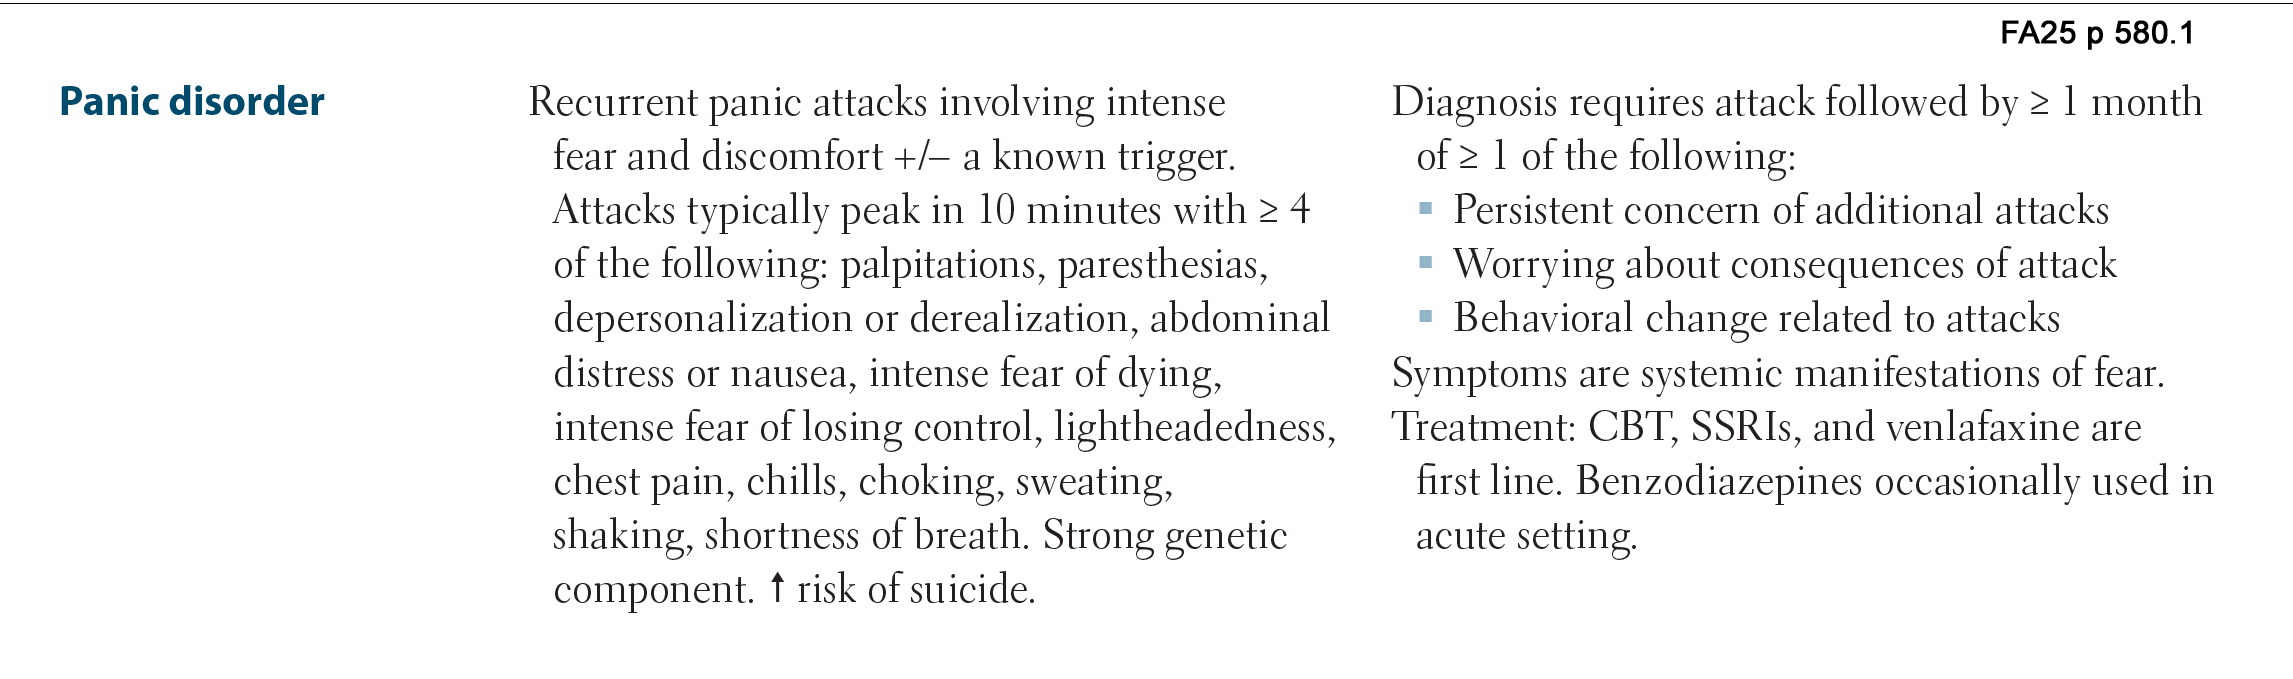 FA25 p 580.1
Panic disorder
Recurrent panic attacks involving intense
fear and discomfort +/– a known trigger.
Attacks typically peak in 10 minutes with ≥ 4
of the following: palpitations, paresthesias,
depersonalization or derealization, abdominal
distress or nausea, intense fear of dying,
intense fear of losing control, lightheadedness,
chest pain, chills, choking, sweating,
shaking, shortness of breath. Strong genetic
component. ↑ risk of suicide.
Diagnosis requires attack followed by ≥ 1 month
of ≥ 1 of the following:
▪ Persistent concern of additional attacks
▪ Worrying about consequences of attack
▪ Behavioral change related to attacks
Symptoms are systemic manifestations of fear.
Treatment: CBT, SSRIs, and venlafaxine are
first line. Benzodiazepines occasionally used in
acute setting.